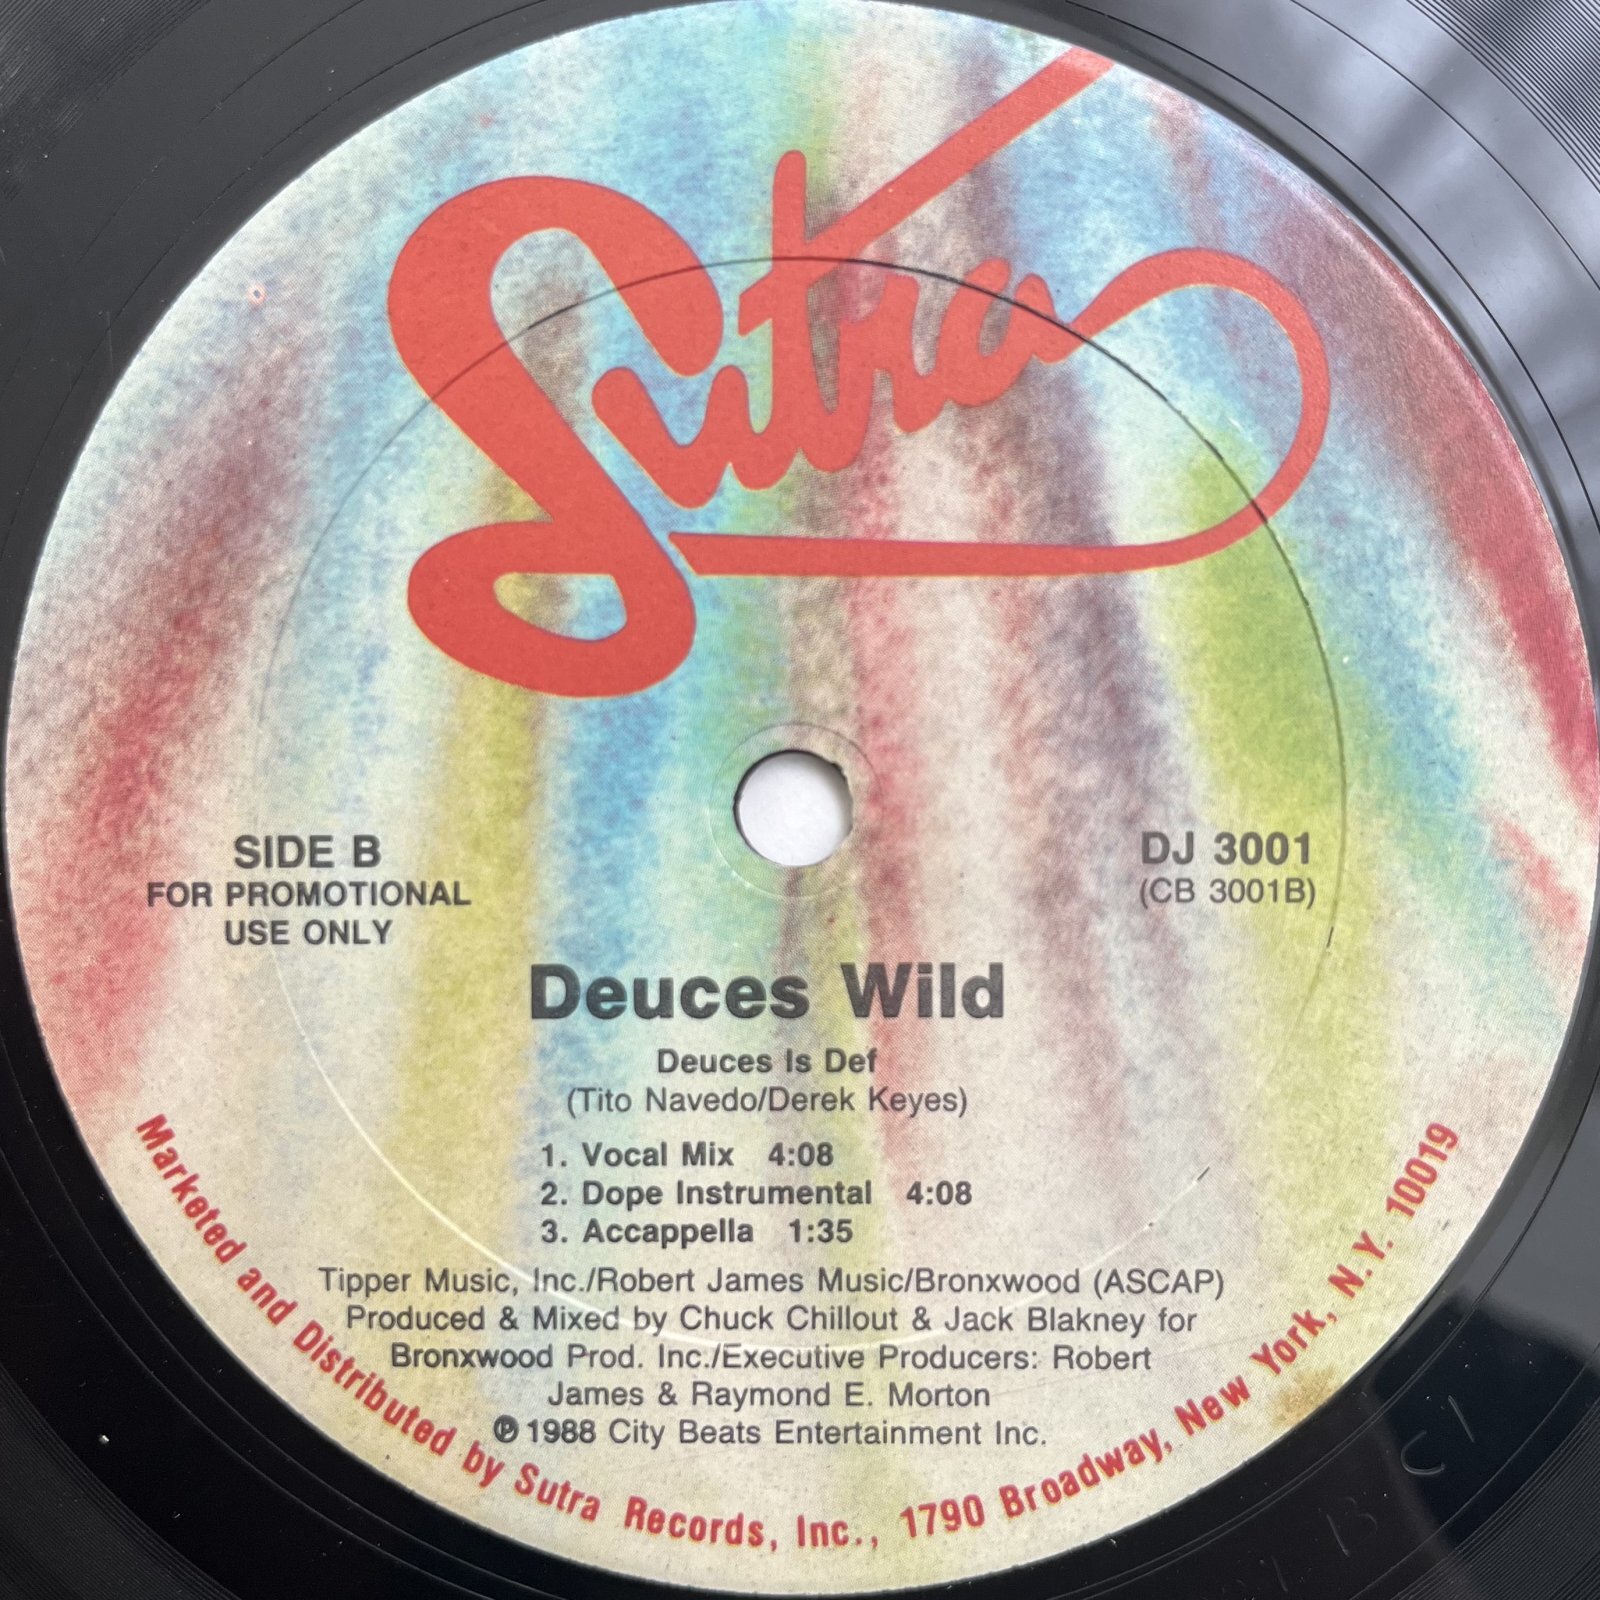 Sutra
SIDE B
FOR PROMOTIONAL
USE ONLY
DJ 3001
(CB 3001B)
Deuces Wild
Deuces Is Def
(Tito Navedo/Derek Keyes)
1. Vocal Mix 4:08
2. Dope Instrumental 4:08
3. Accappella 1:35
Tipper Music, Inc./Robert James Music/Bronxwood (ASCAP)
Produced & Mixed by Chuck Chillout & Jack Blakney for
Bronxwood Prod. Inc./Executive Producers: Robert
James & Raymond E. Morton
℗ 1988 City Beats Entertainment Inc.
Marketed and Distributed by Sutra Records, Inc., 1790 Broadway, New York, N.Y. 10019